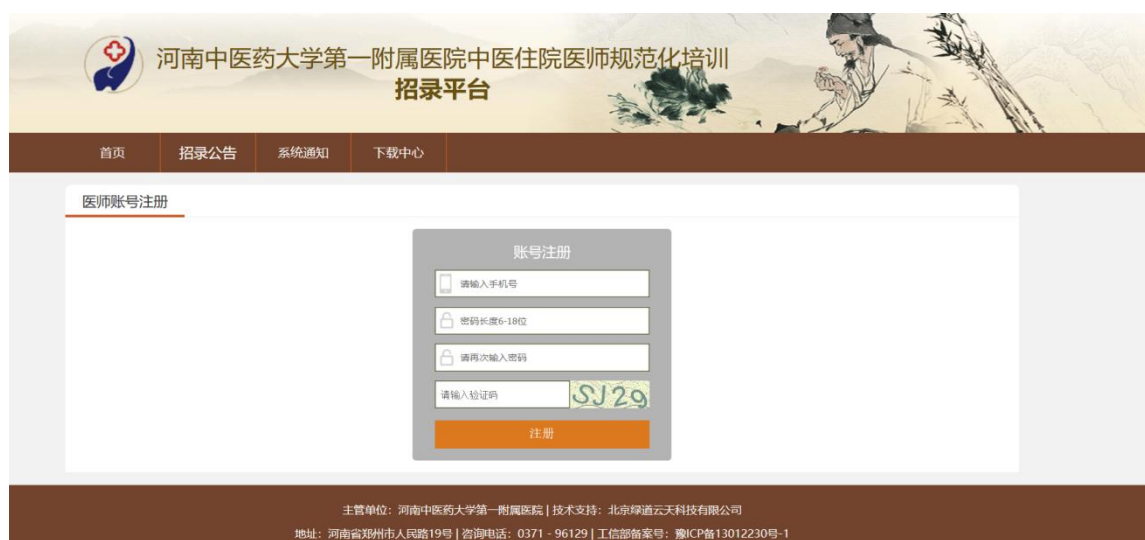 河南中医药大学第一附属医院中医住院医师规范化培训
招录平台
首页 招录公告 系统通知 下载中心
医师账号注册
账号注册
请输入手机号
密码长度6-18位
请再次输入密码
请输入验证码 SJ29
注册
主管单位：河南中医药大学第一附属医院 | 技术支持：北京绿道云天科技有限公司
地址：河南省郑州市人民路19号 | 咨询电话：0371 - 96129 | 工信部备案号：豫ICP备13012230号-1